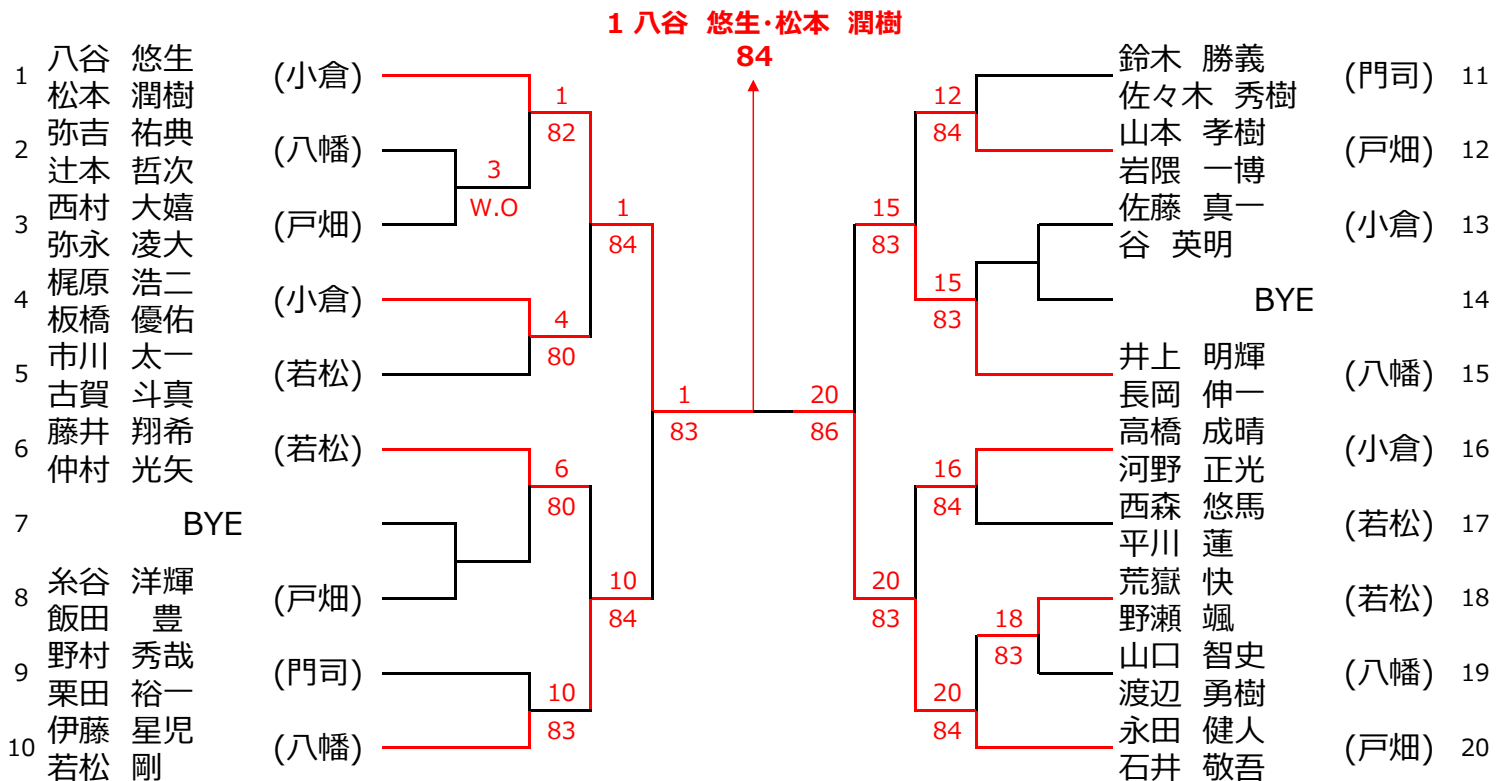 1 八谷 悠生・松本 潤樹
84
1 八谷 悠生 (小倉)
松本 潤樹
2 弥吉 祐典 (八幡)
辻本 哲次
3 西村 大嬉 (戸畑)
弥永 凌大
4 梶原 浩二 (小倉)
板橋 優佑
5 市川 太一 (若松)
古賀 斗真
6 藤井 翔希 (若松)
仲村 光矢
7 BYE
8 糸谷 洋輝 (戸畑)
飯田 豊
9 野村 秀哉 (門司)
栗田 裕一
10 伊藤 星児 (八幡)
若松 剛
1
82
3
W.O
4
80
6
80
10
83
1
84
10
84
1
83
20
86
15
83
20
83
12
84
15
83
16
84
18
83
20
84
鈴木 勝義 (門司) 11
佐々木 秀樹
山本 孝樹 (戸畑) 12
岩隈 一博
佐藤 真一 (小倉) 13
谷 英明
BYE 14
井上 明輝 (八幡) 15
長岡 伸一
高橋 成晴 (小倉) 16
河野 正光
西森 悠馬 (若松) 17
平川 蓮
荒嶽 快 (若松) 18
野瀬 颯
山口 智史 (八幡) 19
渡辺 勇樹
永田 健人 (戸畑) 20
石井 敬吾